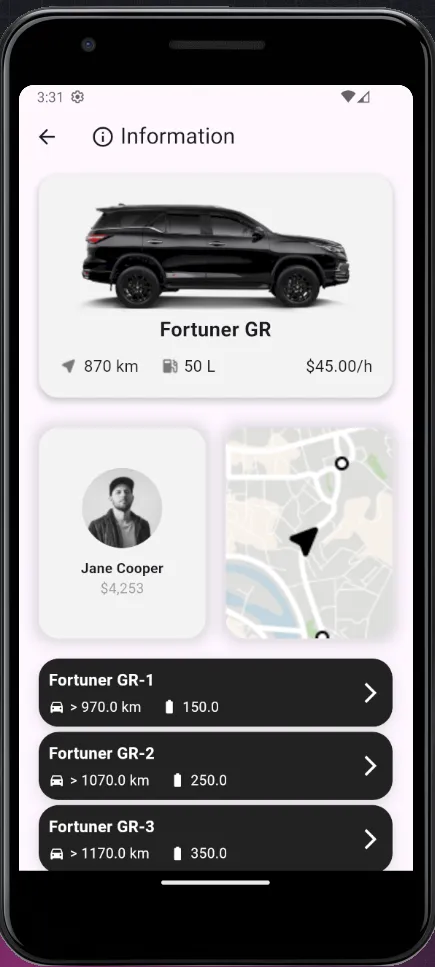 3:31
Information
Fortuner GR
870 km 50 L $45.00/h
Jane Cooper
$4,253
Fortuner GR-1
> 970.0 km 150.0
Fortuner GR-2
> 1070.0 km 250.0
Fortuner GR-3
> 1170.0 km 350.0